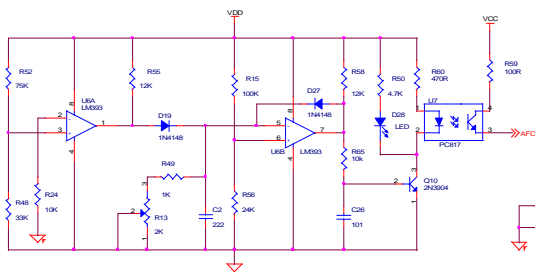 VDD
VCC
R52
75K
R55
12K
R15
100K
D27
1N4148
R58
12K
R50
4.7K
R60
470R
R59
100R
U6A
LM393
8
2
3
1
4
D19
1N4148
8
5
6
7
4
U6B
LM393
D28
LED
U7
1
2
4
3
PC817
AFC
R49
1K
R65
10k
R48
33K
R24
10K
3
2
1
R13
2K
C2
222
R56
24K
C26
101
2
3
1
Q10
2N3904
F
F